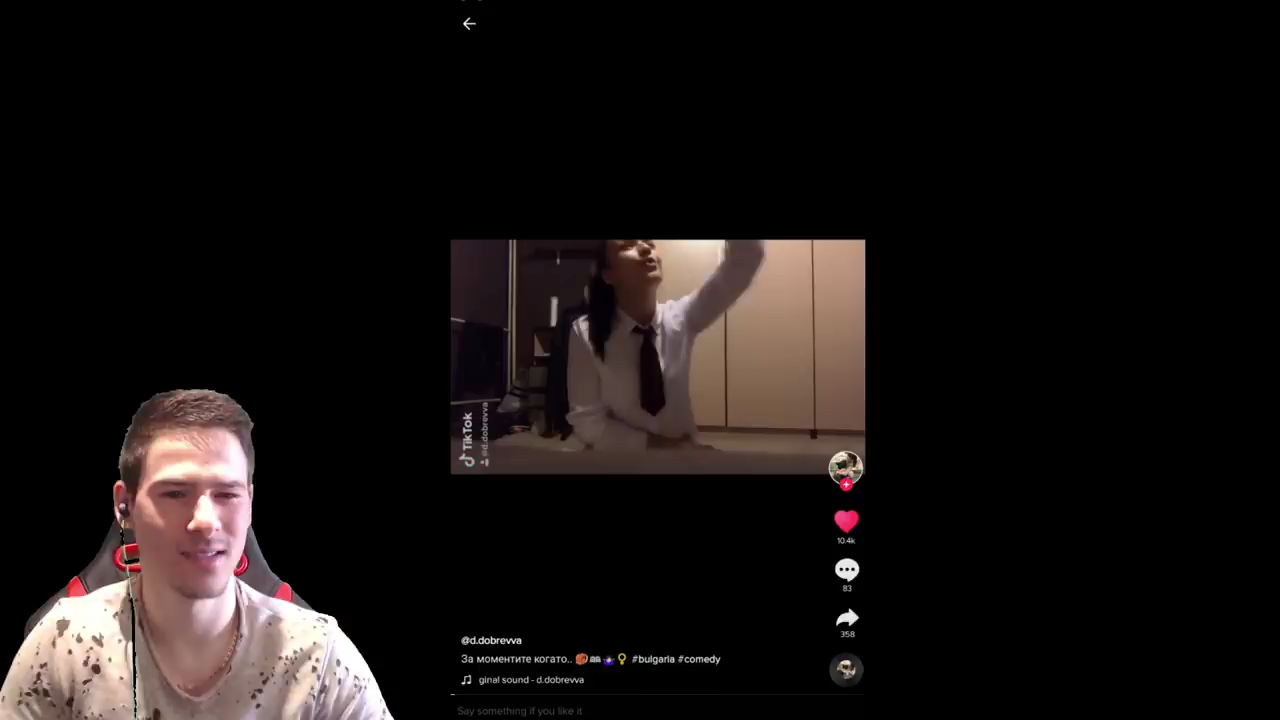 TikTok
@d.dobrevva
10.4k
83
358
@d.dobrevva
За моментите когато.. #bulgaria #comedy
ginal sound - d.dobrevva
Say something if you like it